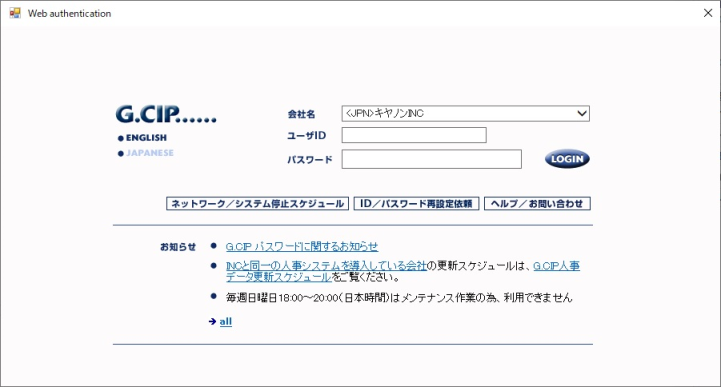 Web authentication
G.CIP......
ENGLISH
JAPANESE
会社名
<JPN>キヤノンINC
ユーザID
パスワード
LOGIN
ネットワーク/システム停止スケジュール
ID/パスワード再設定依頼
ヘルプ/お問い合わせ
お知らせ
G.CIP パスワードに関するお知らせ
INCと同一の人事システムを導入している会社の更新スケジュールは、G.CIP人事
データ更新スケジュールをご覧ください。
毎週日曜日18:00～20:00(日本時間)はメンテナンス作業の為、利用できません
all